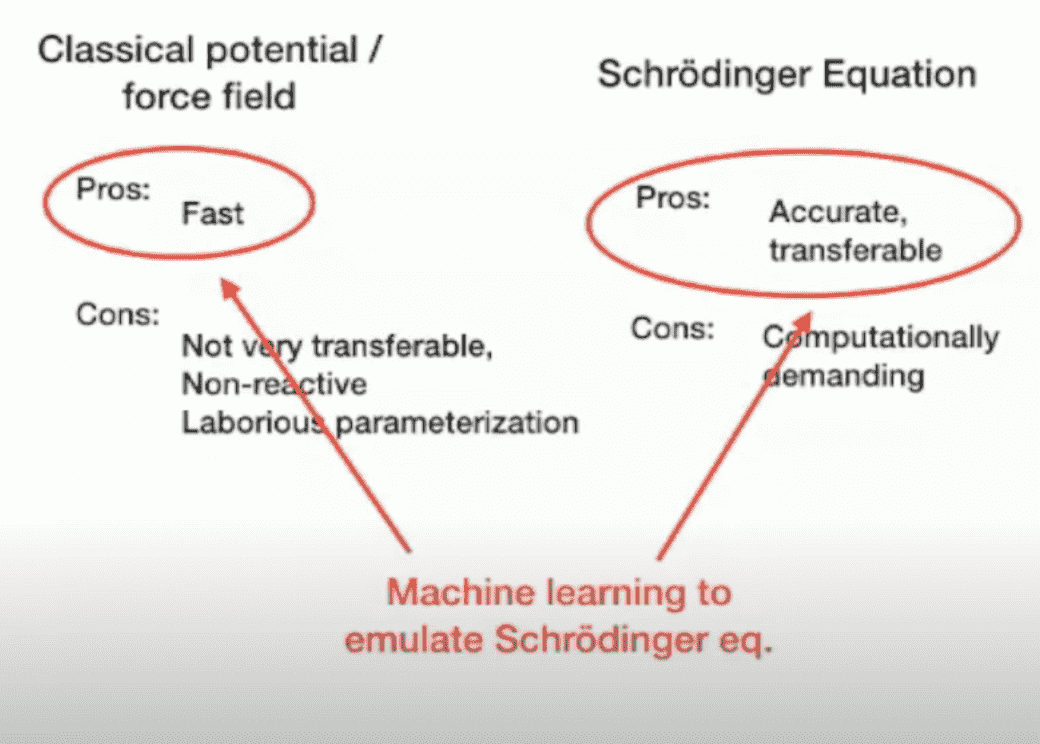 Classical potential /
force field
Pros:
Fast
Cons:
Not very transferable,
Non-reactive
Laborious parameterization
Schrödinger Equation
Pros:
Accurate,
transferable
Cons:
Computationally
demanding
Machine learning to
emulate Schrödinger eq.